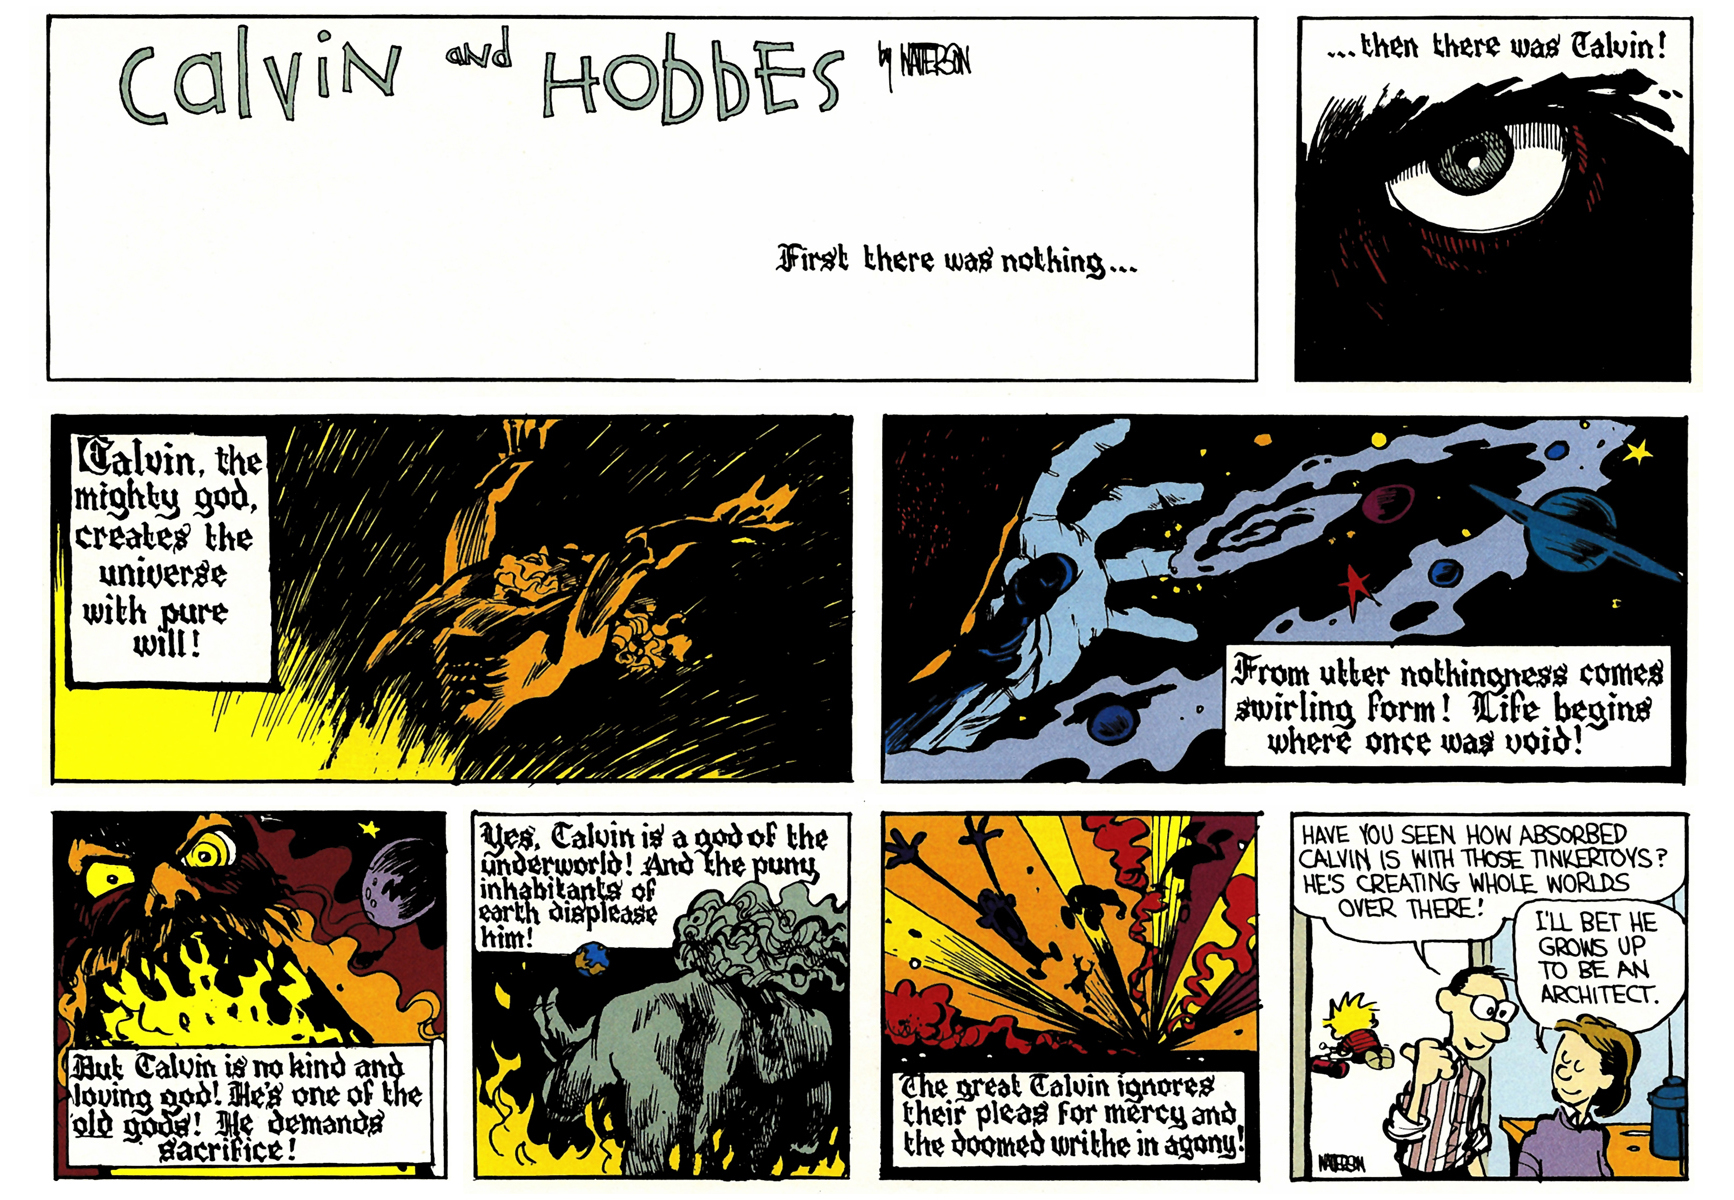 CALVIN AND HOBBES by WATTERSON
First there was nothing...
...then there was Calvin!
Calvin, the
mighty god,
creates the
universe
with pure
will!
From utter nothingness comes
swirling form! Life begins
where once was void!
But Calvin is no kind and
loving god! He's one of the
old gods! He demands
sacrifice!
Yes, Calvin is a god of the
underworld! And the puny
inhabitants of
earth displease
him!
The great Calvin ignores
their pleas for mercy and
the doomed writhe in agony!
HAVE YOU SEEN HOW ABSORBED
CALVIN IS WITH THOSE TINKERTOYS?
HE'S CREATING WHOLE WORLDS
OVER THERE!
I'LL BET HE
GROWS UP
TO BE AN
ARCHITECT.
WATTERSON